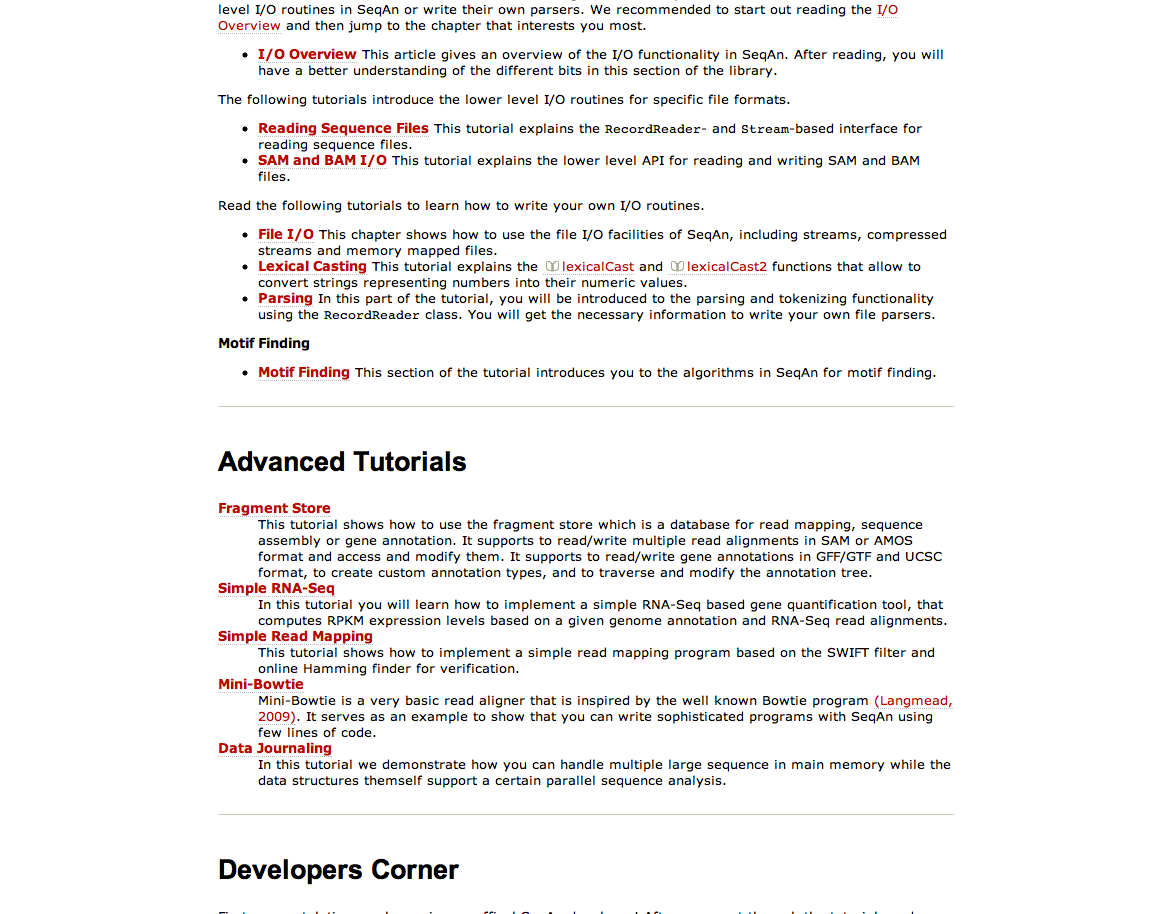 level I/O routines in SeqAn or write their own parsers. We recommended to start out reading the I/O
Overview and then jump to the chapter that interests you most.
• I/O Overview This article gives an overview of the I/O functionality in SeqAn. After reading, you will
have a better understanding of the different bits in this section of the library.
The following tutorials introduce the lower level I/O routines for specific file formats.
• Reading Sequence Files This tutorial explains the RecordReader- and Stream-based interface for
reading sequence files.
• SAM and BAM I/O This tutorial explains the lower level API for reading and writing SAM and BAM
files.
Read the following tutorials to learn how to write your own I/O routines.
• File I/O This chapter shows how to use the file I/O facilities of SeqAn, including streams, compressed
streams and memory mapped files.
• Lexical Casting This tutorial explains the lexicalCast and lexicalCast2 functions that allow to
convert strings representing numbers into their numeric values.
• Parsing In this part of the tutorial, you will be introduced to the parsing and tokenizing functionality
using the RecordReader class. You will get the necessary information to write your own file parsers.
Motif Finding
• Motif Finding This section of the tutorial introduces you to the algorithms in SeqAn for motif finding.
Advanced Tutorials
Fragment Store
This tutorial shows how to use the fragment store which is a database for read mapping, sequence
assembly or gene annotation. It supports to read/write multiple read alignments in SAM or AMOS
format and access and modify them. It supports to read/write gene annotations in GFF/GTF and UCSC
format, to create custom annotation types, and to traverse and modify the annotation tree.
Simple RNA-Seq
In this tutorial you will learn how to implement a simple RNA-Seq based gene quantification tool, that
computes RPKM expression levels based on a given genome annotation and RNA-Seq read alignments.
Simple Read Mapping
This tutorial shows how to implement a simple read mapping program based on the SWIFT filter and
online Hamming finder for verification.
Mini-Bowtie
Mini-Bowtie is a very basic read aligner that is inspired by the well known Bowtie program (Langmead,
2009). It serves as an example to show that you can write sophisticated programs with SeqAn using
few lines of code.
Data Journaling
In this tutorial we demonstrate how you can handle multiple large sequence in main memory while the
data structures themself support a certain parallel sequence analysis.
Developers Corner